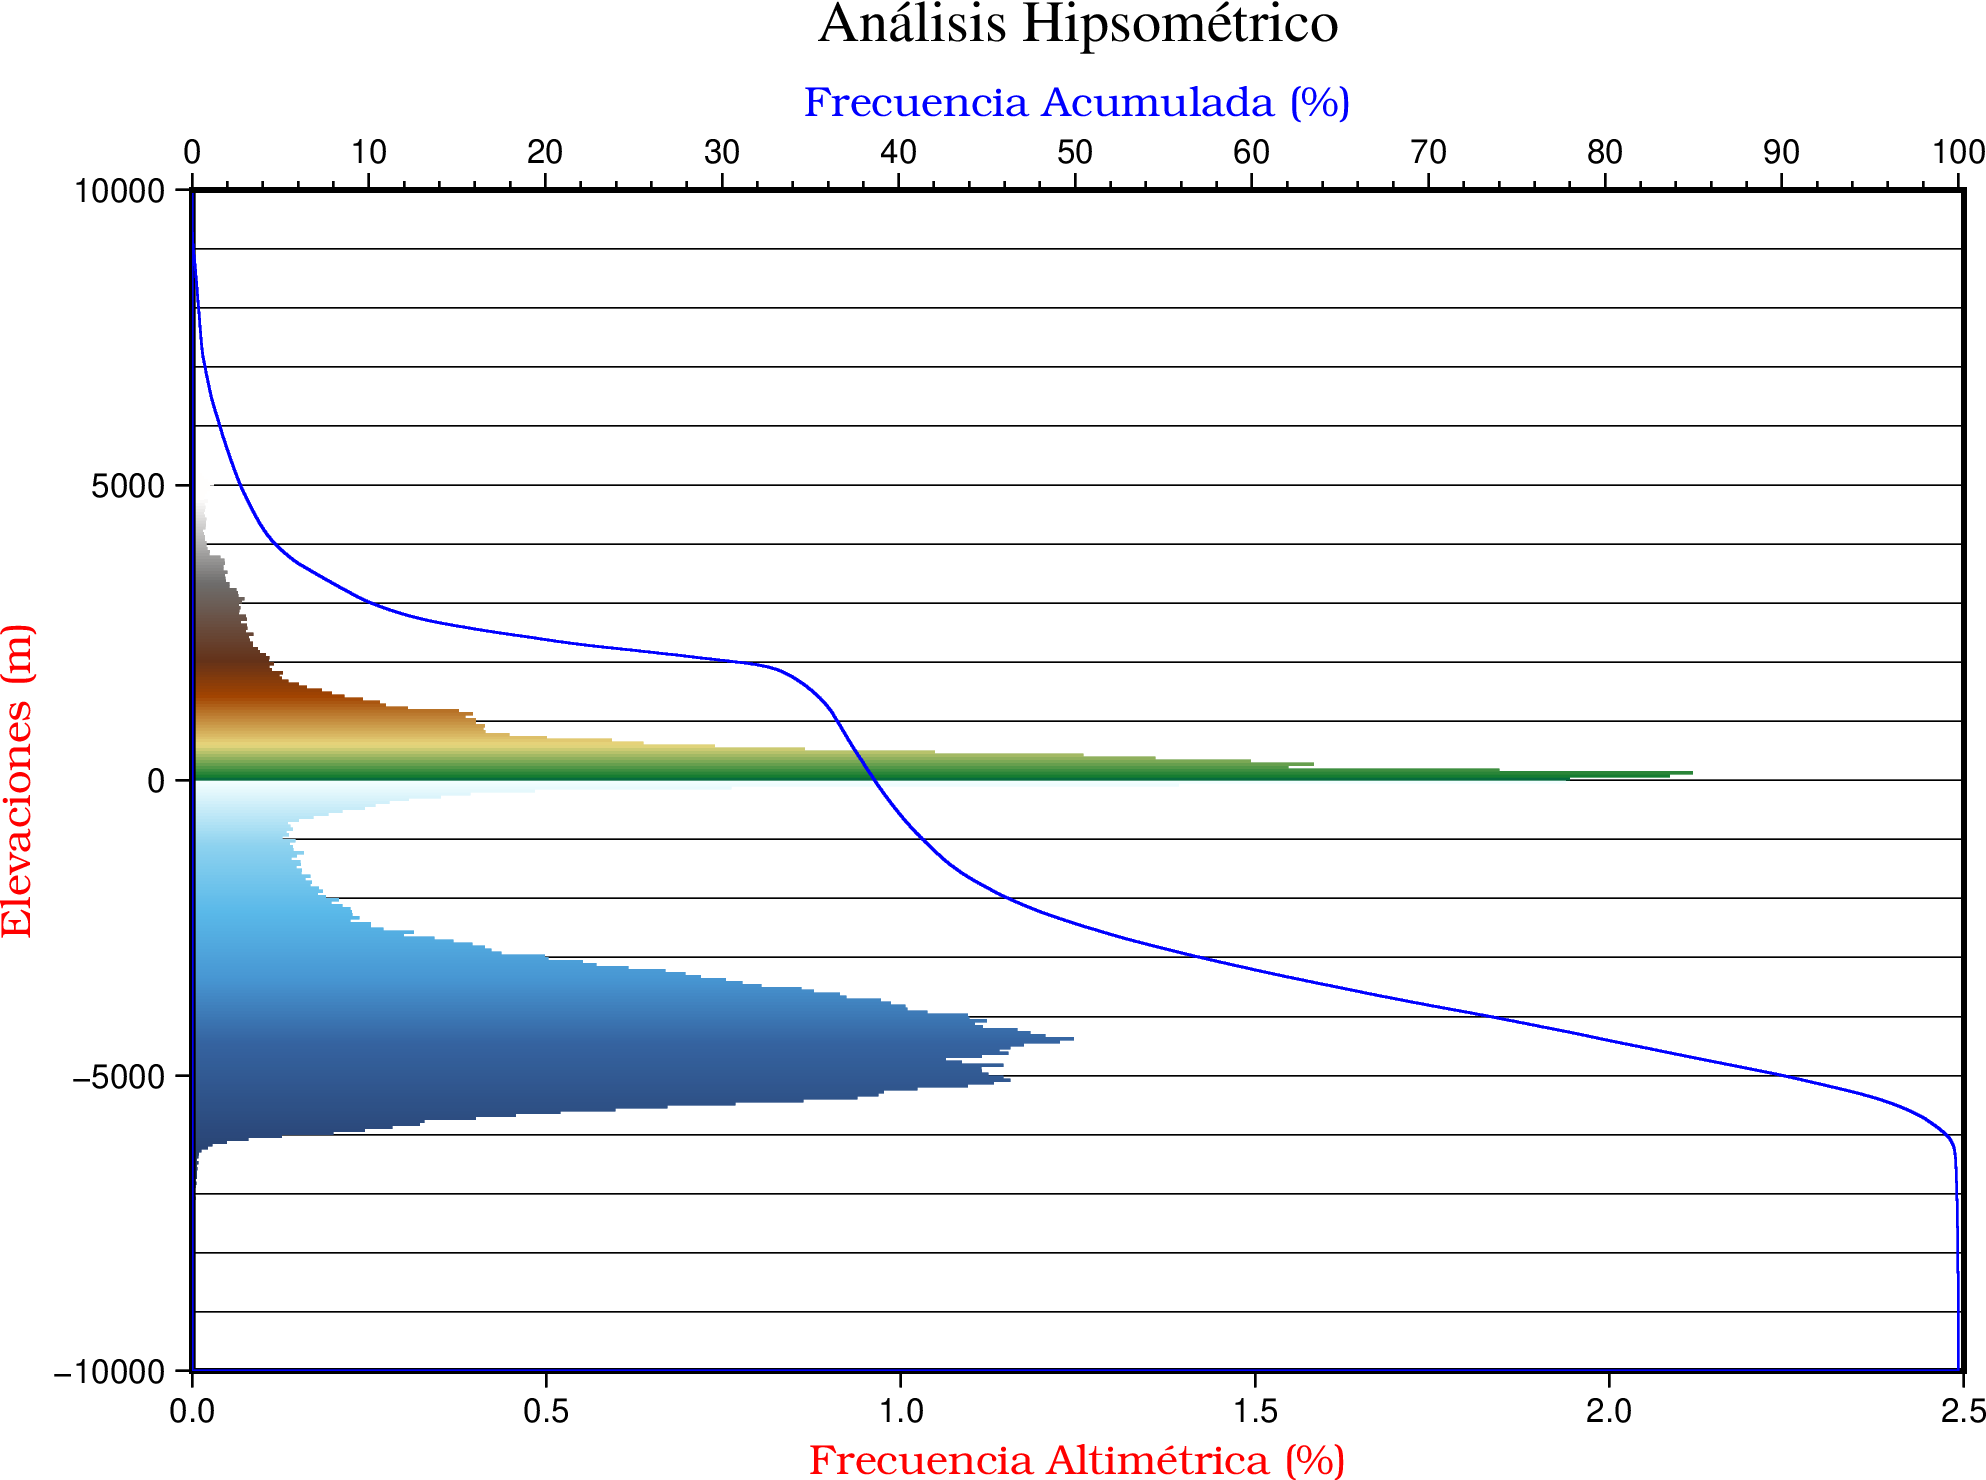 Análisis Hipsométrico
Frecuencia Acumulada (%)
0 10 20 30 40 50 60 70 80 90 100
10000
5000
0
−5000
−10000
Elevaciones (m)
0.0 0.5 1.0 1.5 2.0 2.5
Frecuencia Altimétrica (%)